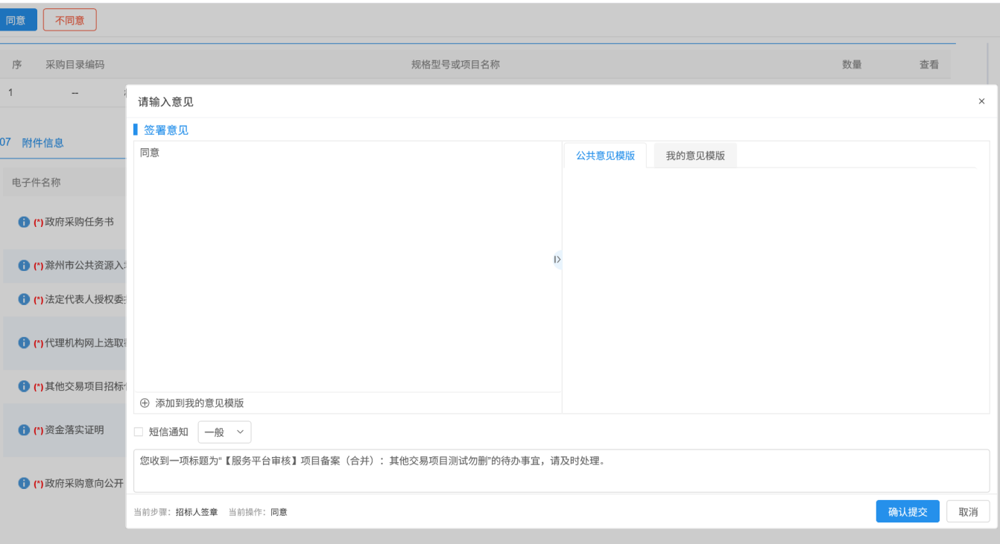 同意 不同意
序 采购目录编码 规格型号或项目名称 数量 查看
1 --
请输入意见 ×
签署意见
07 附件信息
同意
公共意见模版 我的意见模版
电子件名称
(*)政府采购任务书
(*)滁州市公共资源入
(*)法定代表人授权委
(*)代理机构网上选取
(*)其他交易项目招标
添加到我的意见模版
(*)资金落实证明
短信通知 一般
您收到一项标题为“【服务平台审核】项目备案（合并）：其他交易项目测试勿删”的待办事宜，请及时处理。
(*)政府采购意向公开
当前步骤：招标人签章 当前操作：同意
确认提交 取消